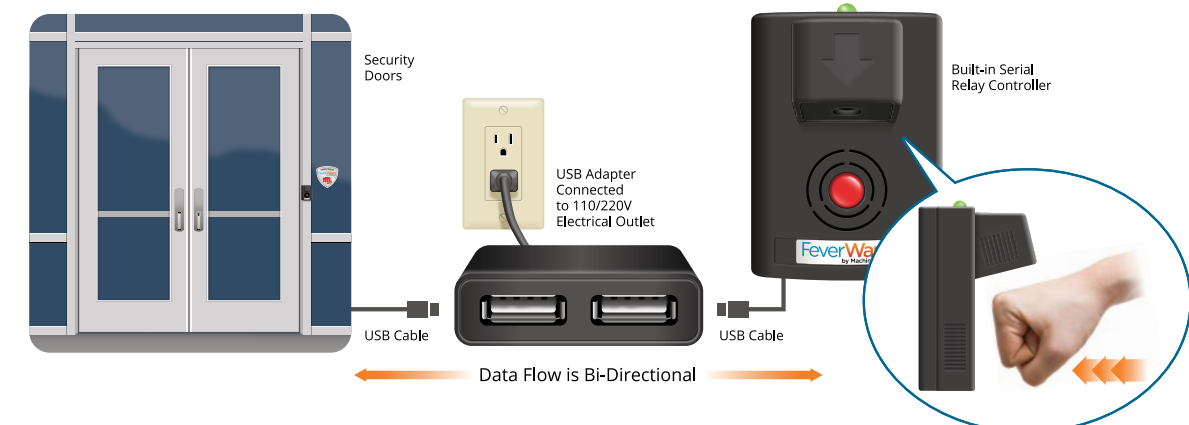 Security
Doors
USB Adapter
Connected
to 110/220V
Electrical Outlet
Built-in Serial
Relay Controller
by
USB Cable
USB Cable
Data Flow is Bi-Directional